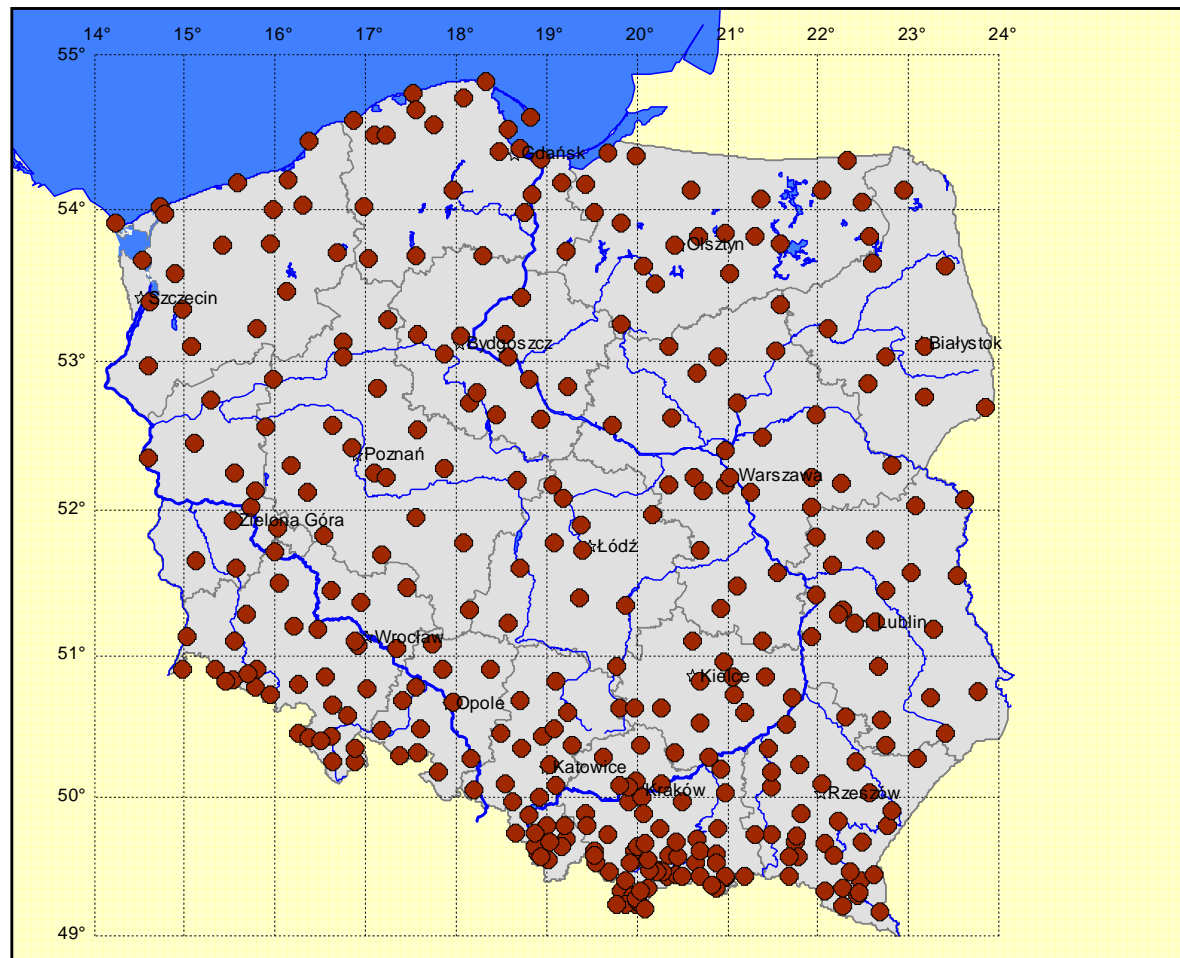 14° 15° 16° 17° 18° 19° 20° 21° 22° 23° 24°
55°
Gdańsk
54°
Olsztyn
Szczecin
53°
Bydgoszcz
Białystok
Poznań
Warszawa
52°
Zielona Góra
Łódź
Wrocław
Lublin
51°
Kielce
Opole
Katowice
50°
Kraków
Rzeszów
49°